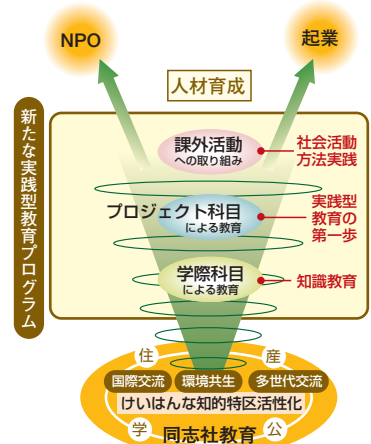 NPO
起業
人材育成
新たな実践型教育プログラム
課外活動
への取り組み
社会活動
方法実践
プロジェクト科目
による教育
実践型
教育の
第一歩
学際科目
による教育
知識教育
住
産
国際交流
環境共生
多世代交流
けいはんな知的特区活性化
学
公
同志社教育